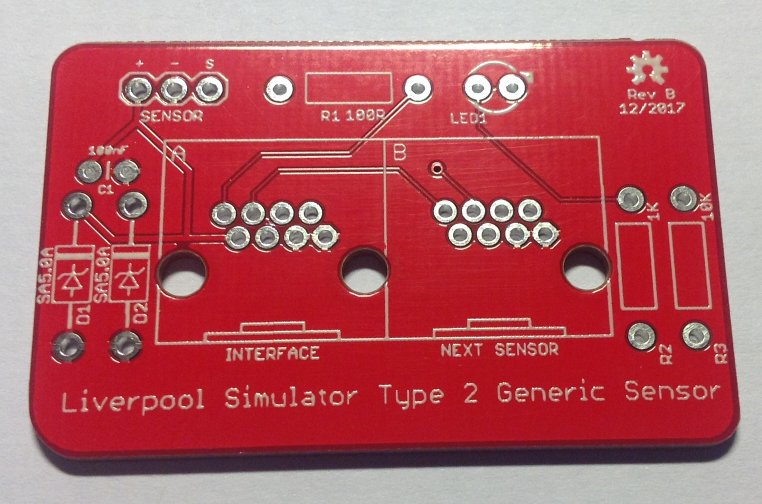 + - S
SENSOR
R1 100R
LED1
Rev B
12/2017
100nF
C1
A
B
1K
10K
SA5.0A
SA5.0A
D1
D2
R2
R3
INTERFACE
NEXT SENSOR
Liverpool Simulator Type 2 Generic Sensor